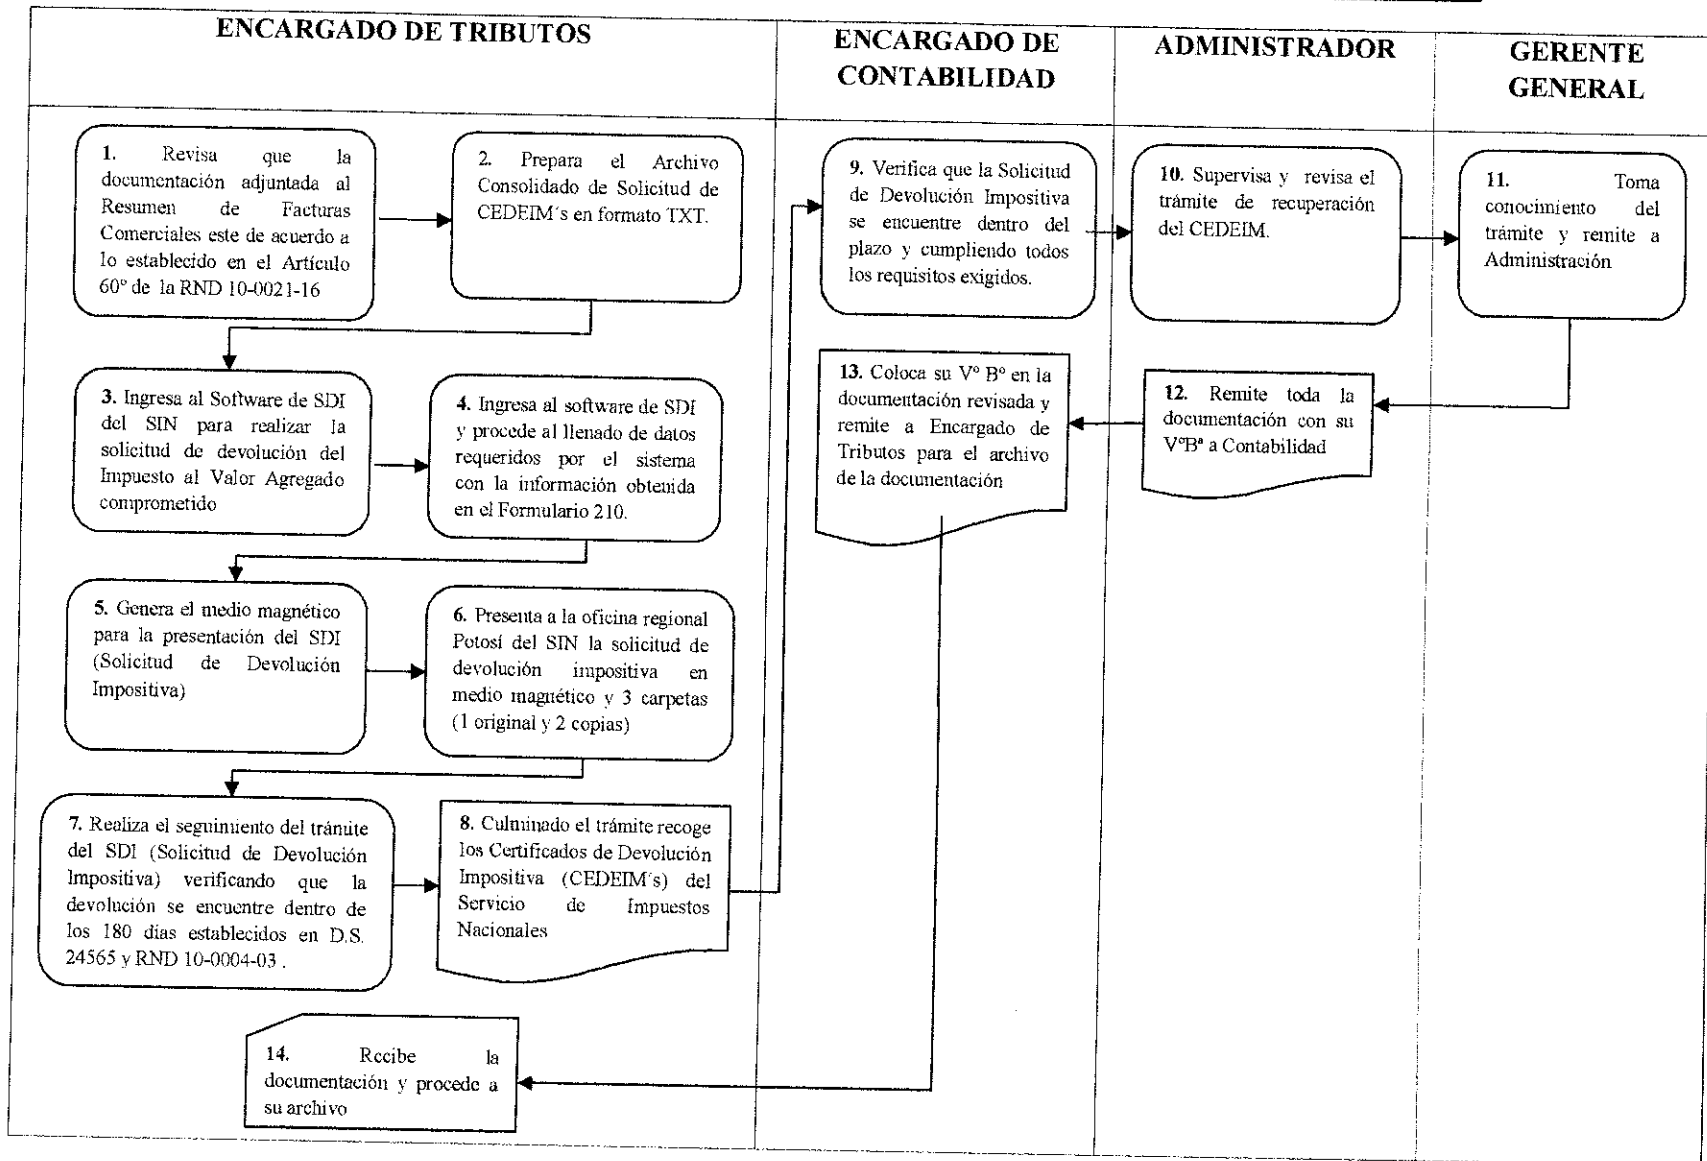 ENCARGADO DE TRIBUTOS
ENCARGADO DE
CONTABILIDAD
ADMINISTRADOR
GERENTE
GENERAL
1. Revisa que la
documentación adjuntada al
Resumen de Facturas
Comerciales este de acuerdo a
lo establecido en el Artículo
60° de la RND 10-0021-16
2. Prepara el Archivo
Consolidado de Solicitud de
CEDEIM´s en formato TXT.
3. Ingresa al Software de SDI
del SIN para realizar la
solicitud de devolución del
Impuesto al Valor Agregado
comprometido
4. Ingresa al software de SDI
y procede al llenado de datos
requeridos por el sistema
con la información obtenida
en el Formulario 210.
5. Genera el medio magnético
para la presentación del SDI
(Solicitud de Devolución
Impositiva)
6. Presenta a la oficina regional
Potosí del SIN la solicitud de
devolución impositiva en
medio magnético y 3 carpetas
(1 original y 2 copias)
7. Realiza el seguimiento del trámite
del SDI (Solicitud de Devolución
Impositiva) verificando que la
devolución se encuentre dentro de
los 180 dias establecidos en D.S.
24565 y RND 10-0004-03 .
8. Culminado el trámite recoge
los Certificados de Devolución
Impositiva (CEDEIM´s) del
Servicio de Impuestos
Nacionales
9. Verifica que la Solicitud
de Devolución Impositiva
se encuentre dentro del
plazo y cumpliendo todos
los requisitos exigidos.
10. Supervisa y revisa el
trámite de recuperación
del CEDEIM.
11. Toma
conocimiento del
trámite y remite a
Administración
12. Remite toda la
documentación con su
V°Bª a Contabilidad
13. Coloca su V° B° en la
documentación revisada y
remite a Encargado de
Tributos para el archivo
de la documentación
14. Recibe la
documentación y procede a
su archivo